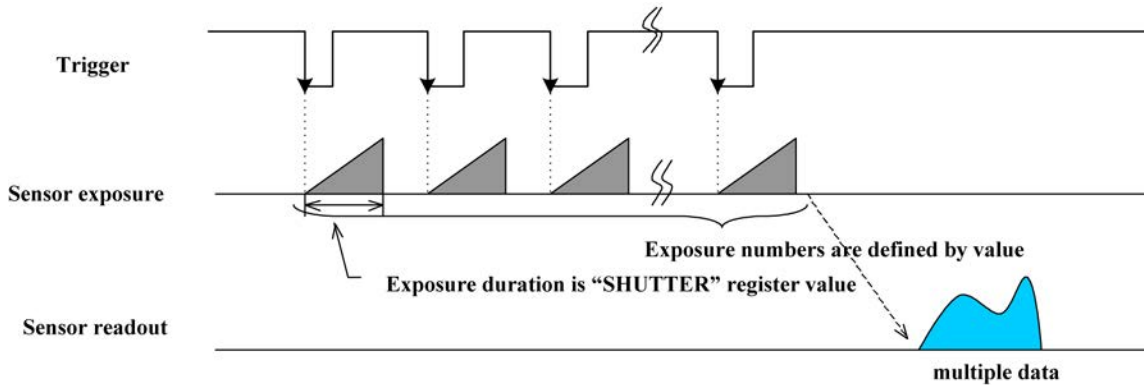 Trigger
Sensor exposure
Exposure numbers are defined by value
Exposure duration is “SHUTTER” register value
Sensor readout
multiple data